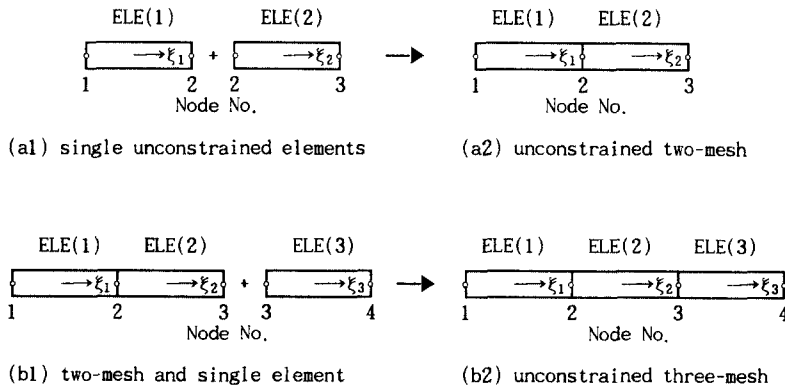 ELE(1) ELE(2) ELE(1) ELE(2)
→ξ1 + →ξ2 → →ξ1 →ξ2
1 2 2 3 1 2 3
Node No. Node No.
(a1) single unconstrained elements (a2) unconstrained two-mesh
ELE(1) ELE(2) ELE(3) ELE(1) ELE(2) ELE(3)
→ξ1 →ξ2 + →ξ3 → →ξ1 →ξ2 →ξ3
1 2 3 3 4 1 2 3 4
Node No. Node No.
(b1) two-mesh and single element (b2) unconstrained three-mesh